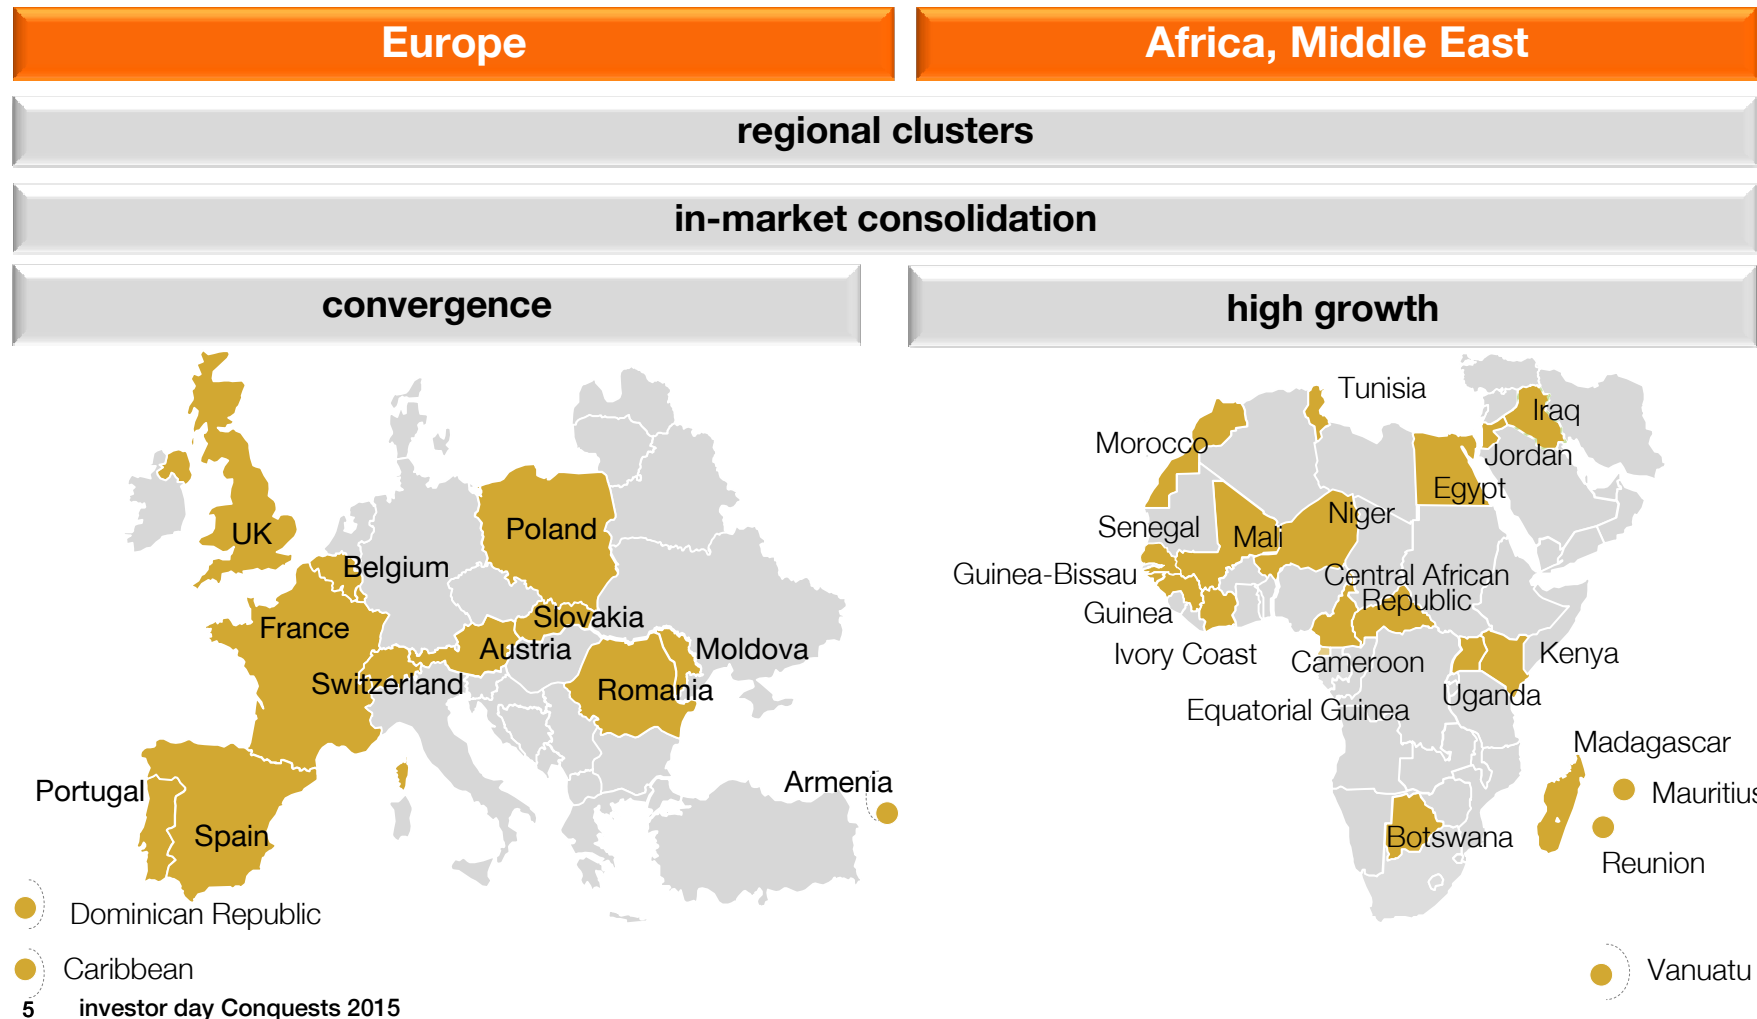 Europe
Africa, Middle East
regional clusters
in-market consolidation
convergence
high growth
UK
Poland
Belgium
Slovakia
France
Austria
Moldova
Switzerland
Romania
Portugal
Armenia
Spain
Dominican Republic
Caribbean
Tunisia
Iraq
Morocco
Jordan
Egypt
Niger
Senegal
Mali
Guinea-Bissau
Central African
Republic
Guinea
Ivory Coast
Cameroon
Kenya
Uganda
Equatorial Guinea
Madagascar
Mauritius
Botswana
Reunion
Vanuatu
5 investor day Conquests 2015